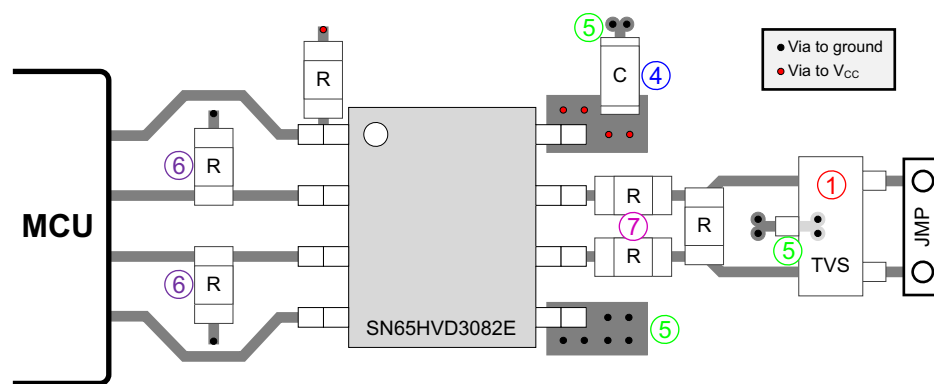 R
5
C
4
Via to ground
Via to VCC
6
R
R
7
R
R
1
JMP
MCU
5
TVS
6
R
SN65HVD3082E
5